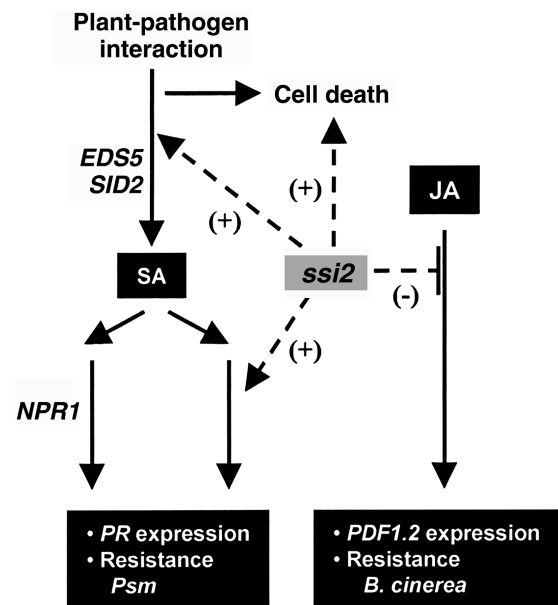 Plant-pathogen
interaction
Cell death
EDS5
SID2
(+)
(+)
JA
SA
ssi2
(-)
(+)
NPR1
• PR expression
• Resistance
Psm
• PDF1.2 expression
• Resistance
B. cinerea